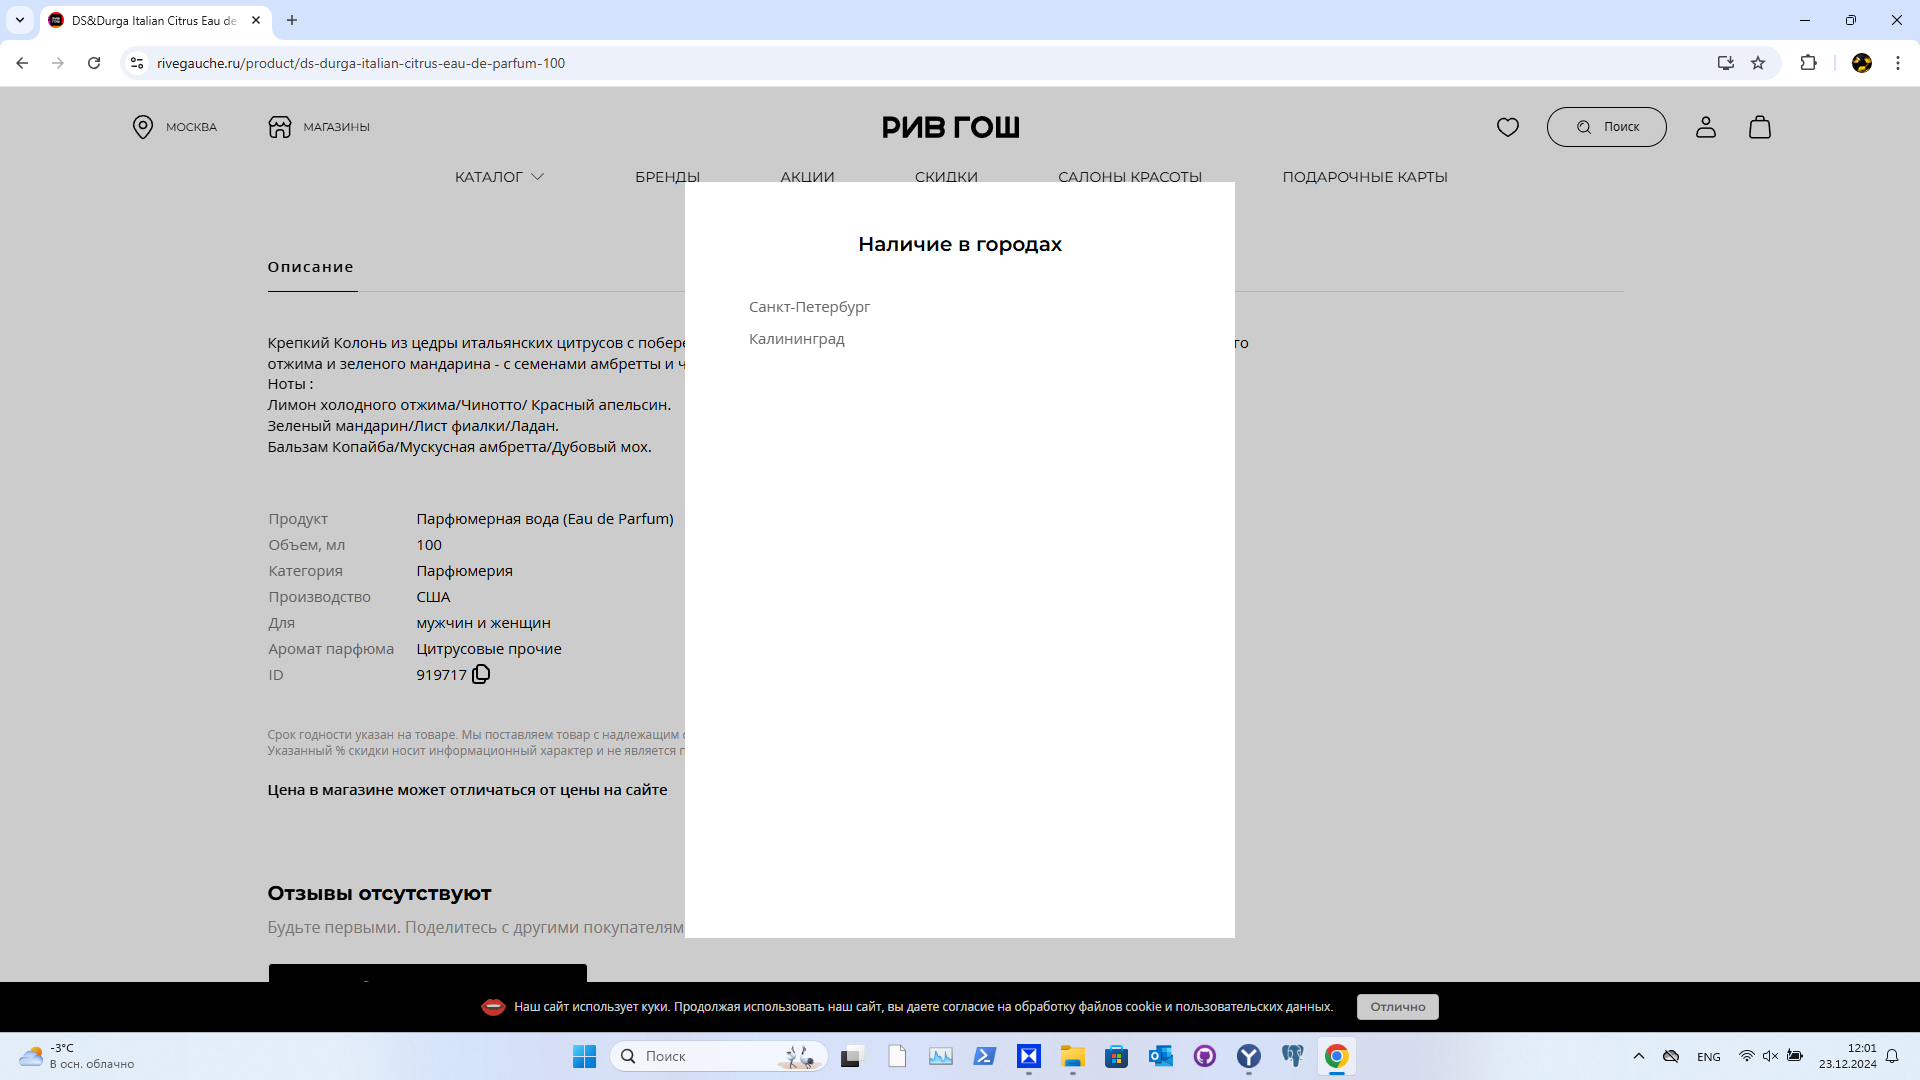 DS&Durga Italian Citrus Eau de
rivegauche.ru/product/ds-durga-italian-citrus-eau-de-parfum-100
МОСКВА
МАГАЗИНЫ
РИВ ГОШ
Поиск
КАТАЛОГ
БРЕНДЫ
АКЦИИ
СКИДКИ
САЛОНЫ КРАСОТЫ
ПОДАРОЧНЫЕ КАРТЫ
Наличие в городах
Санкт-Петербург
Калининград
Описание
Крепкий Колонь из цедры итальянских цитрусов с побере
го
отжима и зеленого мандарина - с семенами амбретты и ч
Ноты :
Лимон холодного отжима/Чинотто/ Красный апельсин.
Зеленый мандарин/Лист фиалки/Ладан.
Бальзам Копайба/Мускусная амбретта/Дубовый мох.
Продукт Парфюмерная вода (Eau de Parfum)
Объем, мл 100
Категория Парфюмерия
Производство США
Для мужчин и женщин
Аромат парфюма Цитрусовые прочие
ID 919717
Срок годности указан на товаре. Мы поставляем товар с надлежащим
Указанный % скидки носит информационный характер и не является п
Цена в магазине может отличаться от цены на сайте
Отзывы отсутствуют
Будьте первыми. Поделитесь с другими покупателям
Наш сайт использует куки. Продолжая использовать наш сайт, вы даете согласие на обработку файлов cookie и пользовательских данных.
Отлично
-3°C
В осн. облачно
Поиск
ENG
12:01
23.12.2024